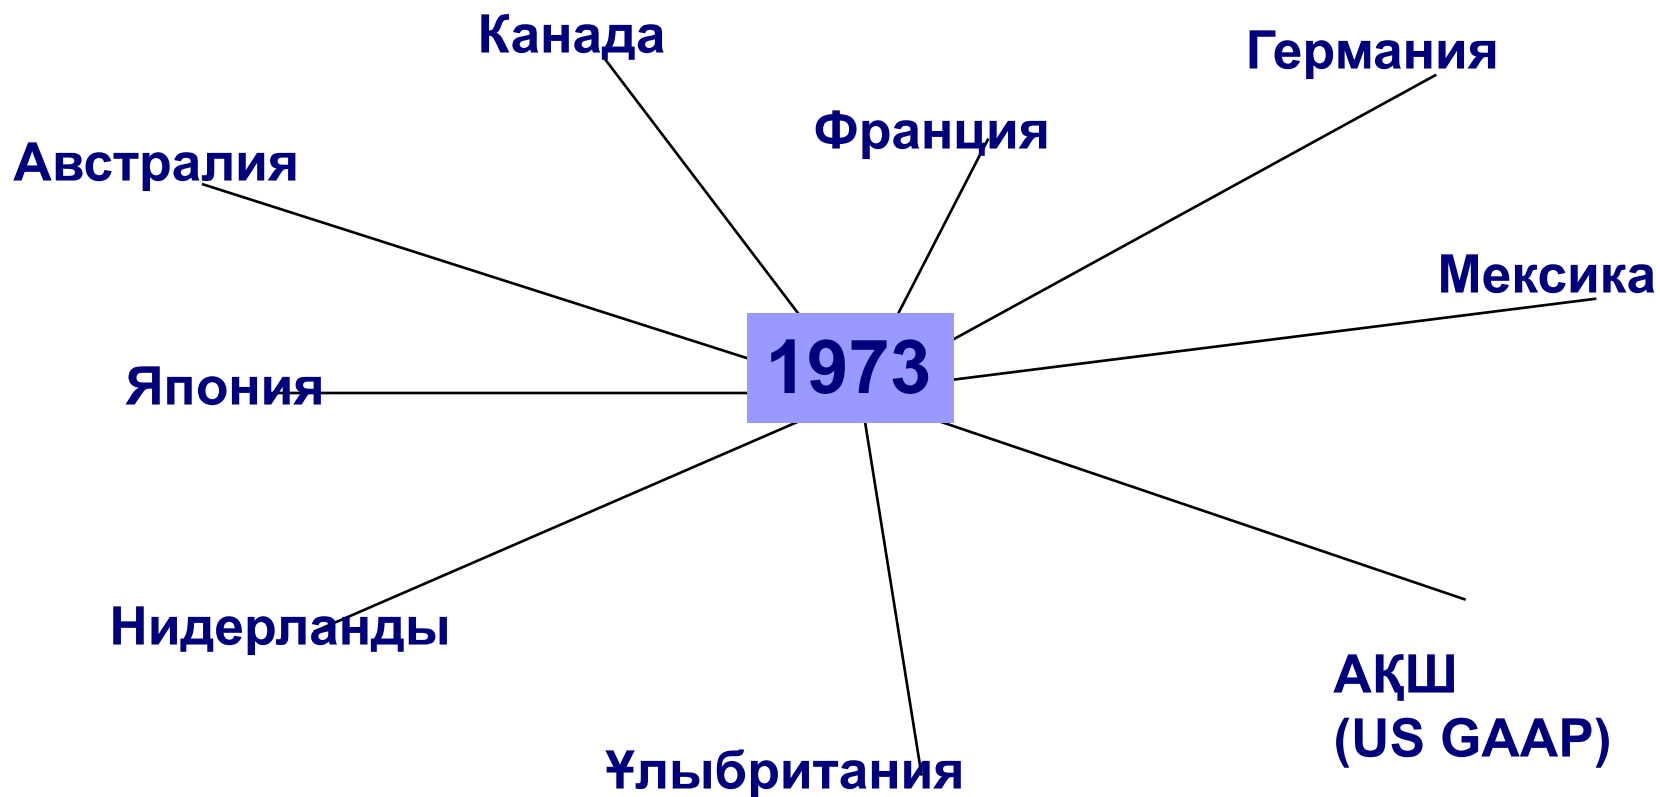 Канада
Германия
Франция
Австралия
Мексика
1973
Япония
Нидерланды
АҚШ
(US GAAP)
Ұлыбритания